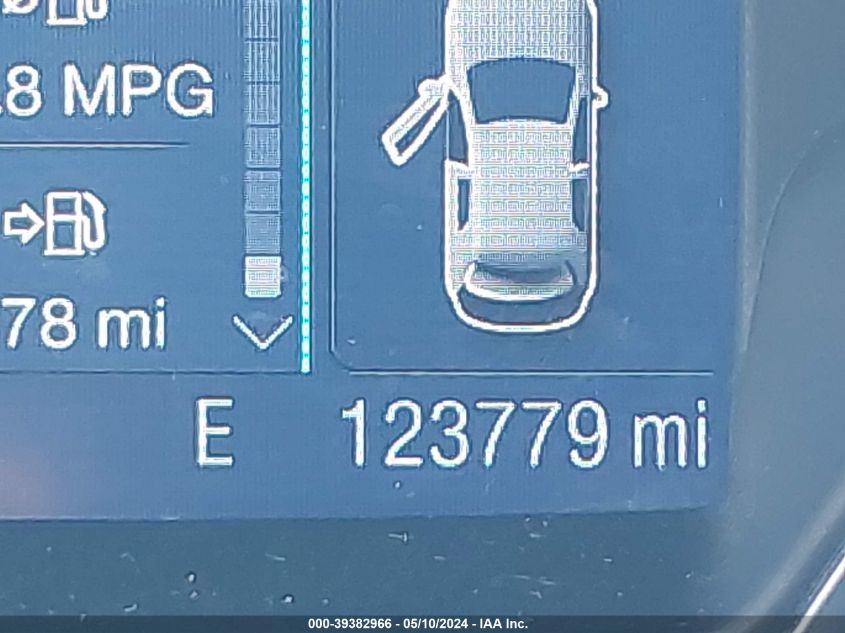 .8 MPG
78 mi
E
123779 mi
000-39382966 - 05/10/2024 - IAA Inc.